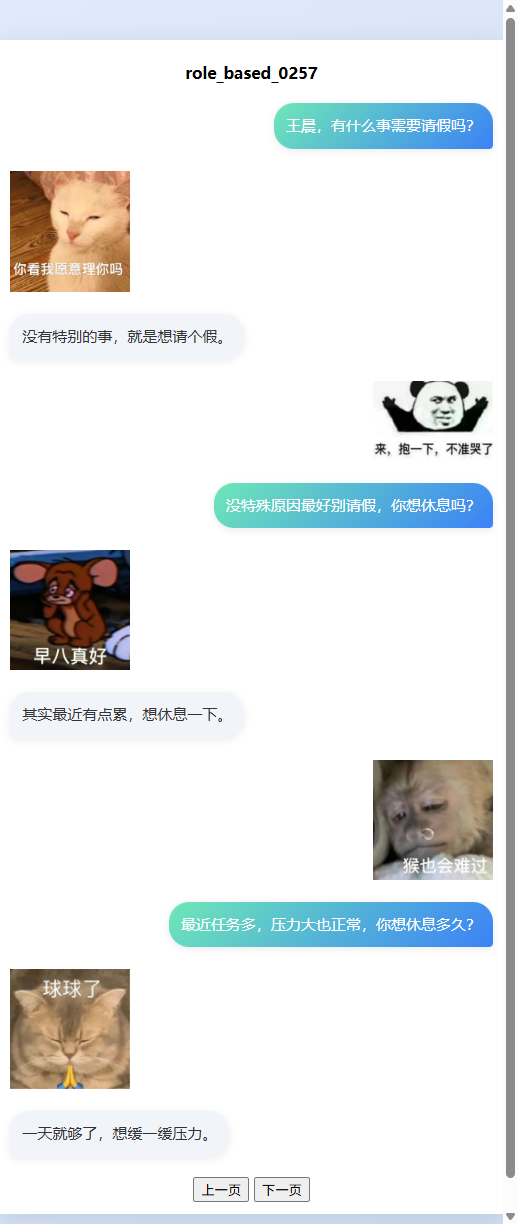 role_based_0257
王晨，有什么事需要请假吗？
你看我愿意理你吗
没有特别的事，就是想请个假。
来，抱一下，不准哭了
没特殊原因最好别请假，你想休息吗？
早八真好
其实最近有点累，想休息一下。
猴也会难过
最近任务多，压力大也正常，你想休息多久？
球球了
一天就够了，想缓一缓压力。
上一页 下一页